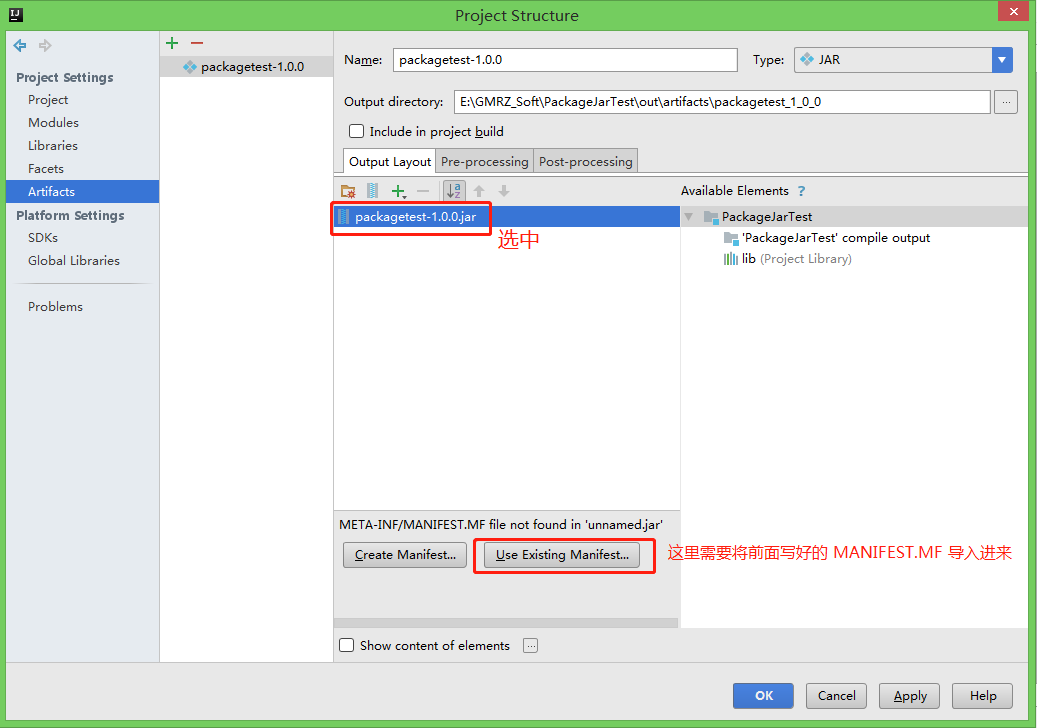 Project Structure
Project Settings
Project
Modules
Libraries
Facets
Artifacts
Platform Settings
SDKs
Global Libraries
Problems
packagetest-1.0.0
Name: packagetest-1.0.0
Type: JAR
Output directory: E:\GMRZ_Soft\PackageJarTest\out\artifacts\packagetest_1_0_0 ...
Include in project build
Output Layout Pre-processing Post-processing
Available Elements ?
packagetest-1.0.0.jar
选中
PackageJarTest
'PackageJarTest' compile output
lib (Project Library)
META-INF/MANIFEST.MF file not found in 'unnamed.jar'
Create Manifest... Use Existing Manifest...
这里需要将前面写好的 MANIFEST.MF 导入进来
Show content of elements ...
OK Cancel Apply Help